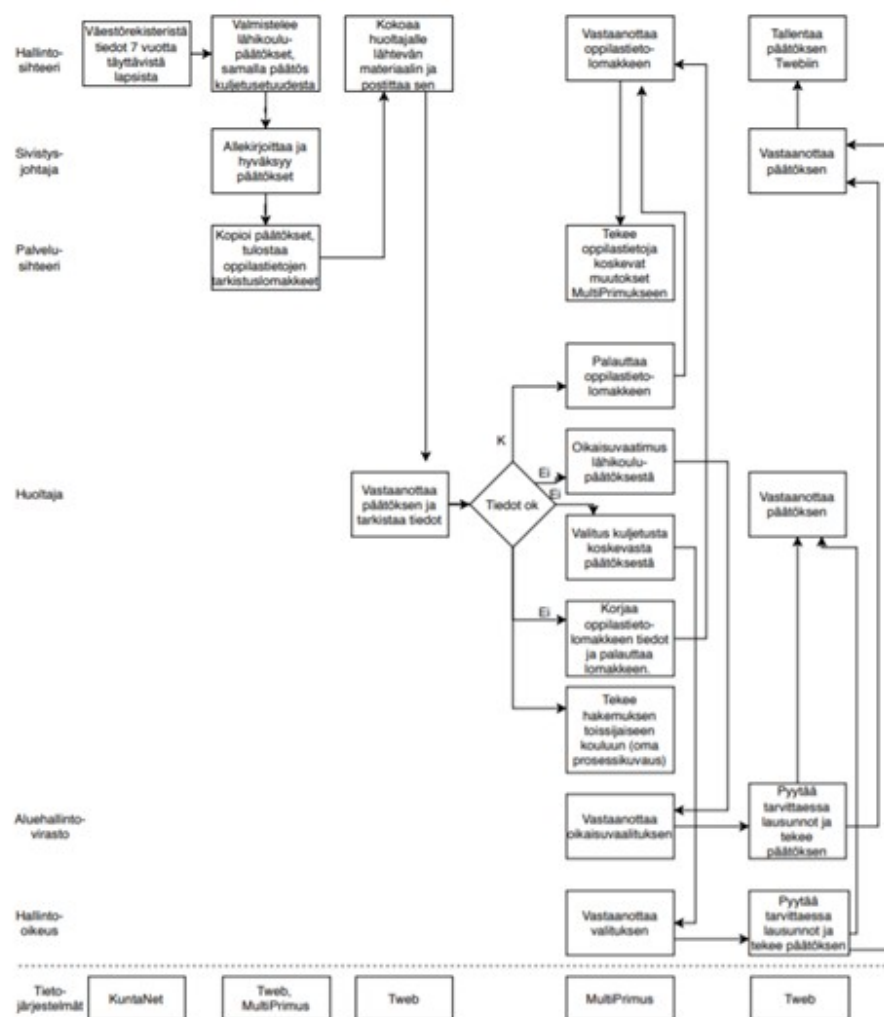 Hallinto-
sihteeri
Väestörekisteristä
tiedot 7 vuotta
täyttävistä
lapsista
Valmistelee
lähikoulu-
päätökset,
samalla päätös
kuljetusetuudesta
Kokoaa
huoltajalle
lähtevän
materiaalin ja
postittaa sen
Vastaanottaa
oppilastieto-
lomakkeen
Tallentaa
päätöksen
Twebiin
Sivistys-
johtaja
Allekirjoittaa ja
hyväksyy
päätökset
Vastaanottaa
päätöksen
Palvelu-
sihteeri
Kopioi päätökset,
tulostaa
oppilastietojen
tarkistuslomakkeet
Tekee
oppilastietoja
koskevat
muutokset
MultiPrimukseen
Huoltaja
Vastaanottaa
päätöksen ja
tarkistaa tiedot
Tiedot ok
K
Palauttaa
oppilastieto-
lomakkeen
Ei
Oikaisuvaatimus
lähikoulu-
päätöksestä
Ei
Valitus kuljetusta
koskevasta
päätöksestä
Ei
Korjaa
oppilastieto-
lomakkeen tiedot
ja palauttaa
lomakkeen.
Tekee
hakemuksen
toissijaiseen
kouluun (oma
prosessikuvaus)
Vastaanottaa
päätöksen
Aluehallinto-
virasto
Vastaanottaa
oikaisuvaalituksen
Pyytää
tarvittaessa
lausunnot ja
tekee
päätöksen
Hallinto-
oikeus
Vastaanottaa
valituksen
Pyytää
tarvittaessa
lausunnot ja
tekee päätöksen
Tieto-
järjestelmät
KuntaNet
Tweb,
MultiPrimus
Tweb
MultiPrimus
Tweb